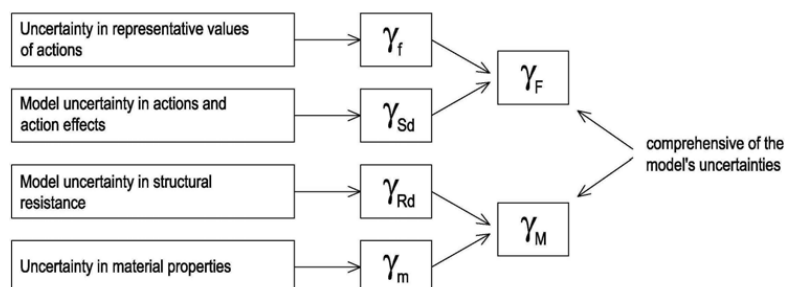 Uncertainty in representative values
of actions
γf
Model uncertainty in actions and
action effects
γSd
γF
comprehensive of the
model's uncertainties
Model uncertainty in structural
resistance
γRd
γM
Uncertainty in material properties
γm